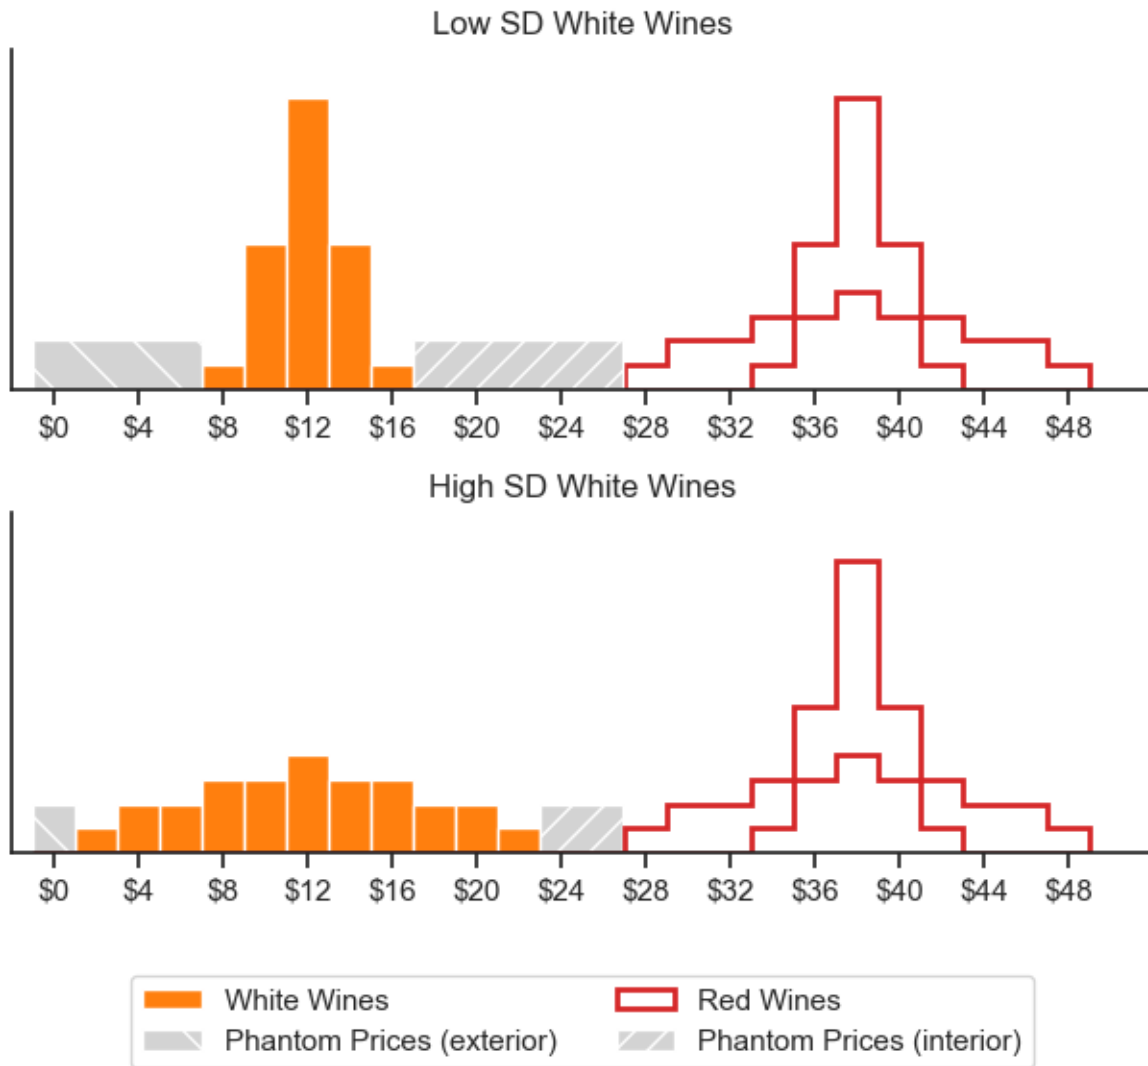 Low SD White Wines
$0 $4 $8 $12 $16 $20 $24 $28 $32 $36 $40 $44 $48
High SD White Wines
$0 $4 $8 $12 $16 $20 $24 $28 $32 $36 $40 $44 $48
White Wines Red Wines
Phantom Prices (exterior) Phantom Prices (interior)